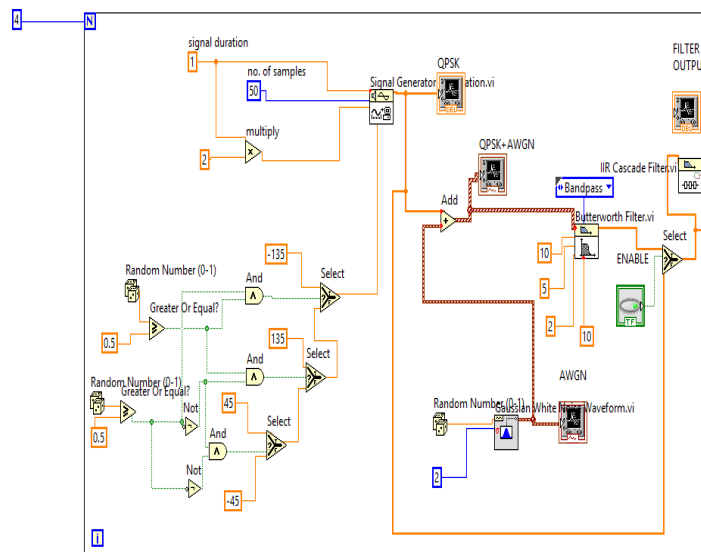 4
N
signal duration
1
no. of samples
50
Signal Generator
ation.vi
QPSK
DBL
multiply
x
2
FILTER
OUTPU
DBL
QPSK+AWGN
IIR Cascade Filter.vi
Bandpass
Add
+
Butterworth Filter.vi
Select
10
ENABLE
5
TF
2
10
-135
Random Number (0-1)
And
Select
Greater Or Equal?
0.5
135
And
Select
Random Number (0-1)
Greater Or Equal?
Not
45
Select
0.5
And
Not
-45
AWGN
Random Number (0-1)
Gaussian White
Waveform.vi
2
i